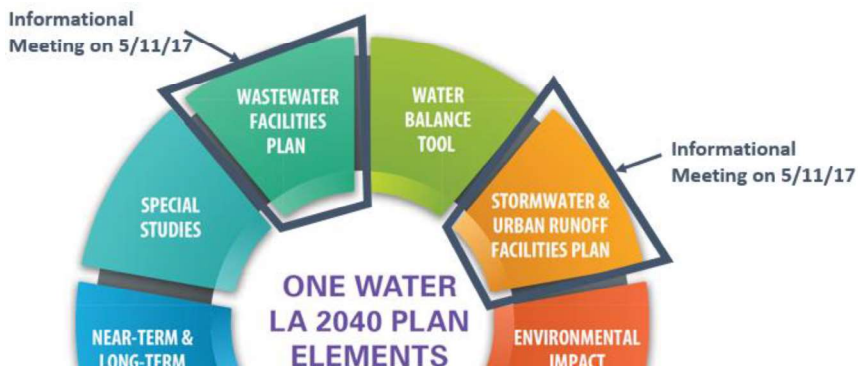 Informational
Meeting on 5/11/17
WASTEWATER
FACILITIES
PLAN
WATER
BALANCE
TOOL
Informational
Meeting on 5/11/17
STORMWATER &
URBAN RUNOFF
FACILITIES PLAN
SPECIAL
STUDIES
ONE WATER
LA 2040 PLAN
ELEMENTS
NEAR-TERM &
LONG-TERM
ENVIRONMENTAL
IMPACT